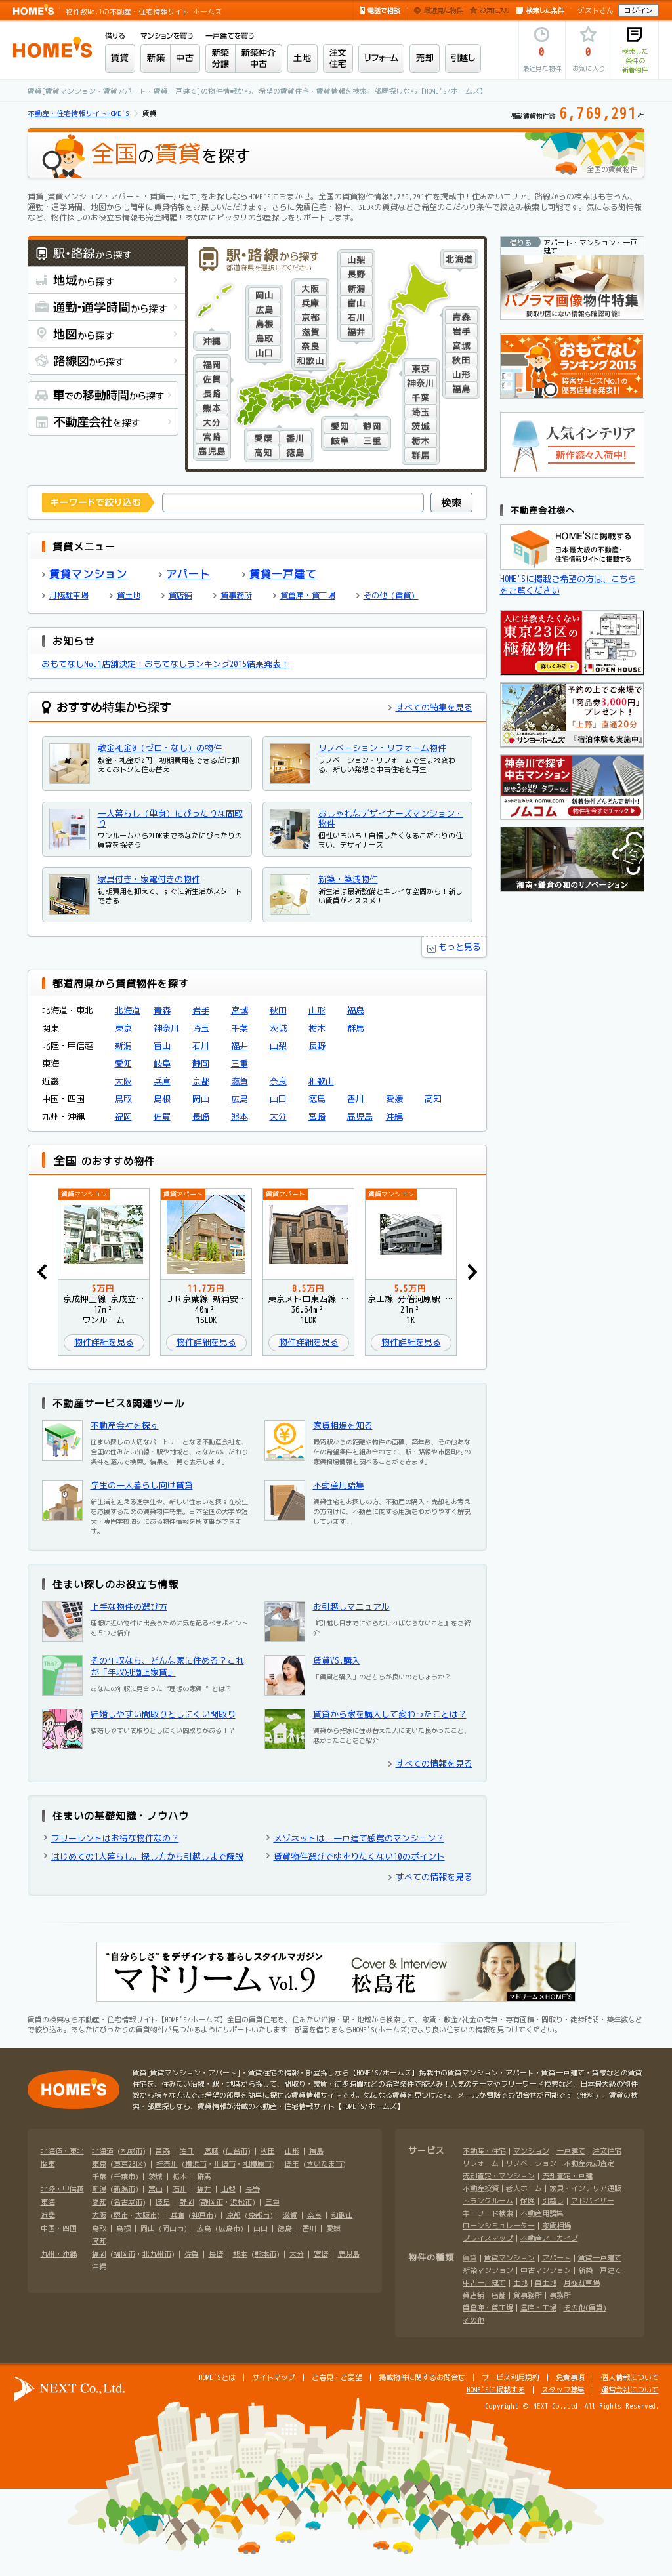 HOME'S 物件数No.1の不動産・住宅情報サイト ホームズ
電話で相談 最近見た物件 お気に入り 検索した条件 ゲストさん ログイン
HOME'S
借りる マンションを買う 一戸建てを買う
賃貸 新築 中古 新築分譲 新築仲介中古 土地 注文住宅 リフォーム 売却 引越し
0 最近見た物件
0 お気に入り
検索した条件の新着物件
賃貸[賃貸マンション・賃貸アパート・賃貸一戸建て]の物件情報から、希望の賃貸住宅・賃貸情報を検索。部屋探しなら【HOME'S/ホームズ】
不動産・住宅情報サイトHOME'S > 賃貸
掲載賃貸物件数 6,769,291件
全国の賃貸を探す
全国の賃貸物件
賃貸[賃貸マンション・アパート・賃貸一戸建て]をお探しならHOME'Sにおまかせ。全国の賃貸物件情報6,769,291件を掲載中！住みたいエリア、路線からの検索はもちろん、
通勤・通学時間、地図からも簡単に賃貸情報をお探しいただけます。さらに免震住宅・物件、3LDKの賃貸などご希望のこだわり条件で絞込み検索も可能です。気になる街情報
など、物件探しのお役立ち情報も完全網羅！あなたにピッタリの部屋探しをサポートします。
駅・路線から探す
地域から探す
通勤・通学時間から探す
地図から探す
路線図から探す
車での移動時間から探す
不動産会社を探す
駅・路線から探す
都道府県から選択してください
北海道
青森
岩手
宮城
秋田
山形
福島
山梨
長野
新潟
富山
石川
福井
大阪
兵庫
京都
滋賀
奈良
和歌山
岡山
広島
島根
鳥取
山口
沖縄
福岡
佐賀
長崎
熊本
大分
宮崎
鹿児島
東京
神奈川
千葉
埼玉
茨城
栃木
群馬
愛知 静岡
岐阜 三重
愛媛 香川
高知 徳島
キーワードで絞り込む 検索
賃貸メニュー
賃貸マンション アパート 賃貸一戸建て
月極駐車場 貸土地 貸店舗 貸事務所 貸倉庫・貸工場 その他（賃貸）
お知らせ
おもてなしNo.1店舗決定！おもてなしランキング2015結果発表！
おすすめ特集から探す
すべての特集を見る
敷金礼金0（ゼロ・なし）の物件
敷金・礼金が0円！初期費用をできるだけ抑えておトクに住み替え
リノベーション・リフォーム物件
リノベーション・リフォームで生まれ変わる、新しい発想で中古住宅を再生！
一人暮らし（単身）にぴったりな間取り
ワンルームから2LDKまであなたにぴったりの賃貸を探そう
おしゃれなデザイナーズマンション・物件
個性いろいろ！自慢したくなるこだわりの住まい、デザイナーズ
家具付き・家電付きの物件
初期費用を抑えて、すぐに新生活がスタートできる
新築・築浅物件
新生活は最新設備とキレイな空間から！新しい賃貸がオススメ！
もっと見る
都道府県から賃貸物件を探す
北海道・東北 北海道 青森 岩手 宮城 秋田 山形 福島
関東 東京 神奈川 埼玉 千葉 茨城 栃木 群馬
北陸・甲信越 新潟 富山 石川 福井 山梨 長野
東海 愛知 岐阜 静岡 三重
近畿 大阪 兵庫 京都 滋賀 奈良 和歌山
中国・四国 鳥取 島根 岡山 広島 山口 徳島 香川 愛媛 高知
九州・沖縄 福岡 佐賀 長崎 熊本 大分 宮崎 鹿児島 沖縄
全国 のおすすめ物件
賃貸マンション 5万円 京成押上線 京成立… 17m² ワンルーム 物件詳細を見る
賃貸アパート 11.7万円 ＪＲ京葉線 新浦安… 40m² 1SLDK 物件詳細を見る
賃貸アパート 8.5万円 東京メトロ東西線 … 36.64m² 1LDK 物件詳細を見る
賃貸マンション 5.5万円 京王線 分倍河原駅 … 21m² 1K 物件詳細を見る
不動産サービス&関連ツール
不動産会社を探す
住まい探しの大切なパートナーとなる不動産会社を、全国の住みたい沿線・駅や地域と、あなたのこだわり条件を選んで検索。結果を一覧で表示します。
家賃相場を知る
最寄駅からの距離や物件の面積、築年数、その他あなたの希望条件を組み合わせて、駅・路線や市区町村の家賃相場情報を調べることができます。
学生の一人暮らし向け賃貸
新生活を迎える進学生や、新しい住まいを探す在校生を応援するための賃貸物件特集。日本全国の大学や短大・専門学校周辺にある物件情報を探す事ができます。
不動産用語集
賃貸住宅をお探しの方、不動産の購入・売却をお考えの方向けに、不動産に関する用語をわかりやすく解説しています。
住まい探しのお役立ち情報
上手な物件の選び方
理想に近い物件に出会うために気を配るべきポイントを５つご紹介
お引越しマニュアル
『引越し日までにやらなければならないこと』をご紹介
その年収なら、どんな家に住める？これが「年収別適正家賃」
あなたの年収に見合った“理想の家賃 ”とは？
賃貸VS.購入
「賃貸と購入」のどちらが良いのでしょうか？
結婚しやすい間取りとしにくい間取り
結婚しやすい間取りとしにくい間取りがある！？
賃貸から家を購入して変わったことは？
賃貸から持家に住み替えた人に聞いた良かったこと、悪かったことをご紹介
すべての情報を見る
住まいの基礎知識・ノウハウ
フリーレントはお得な物件なの？
メゾネットは、一戸建て感覚のマンション？
はじめての1人暮らし。探し方から引越しまで解説
賃貸物件選びでゆずりたくない10のポイント
すべての情報を見る
借りる アパート・マンション・一戸建て
パノラマ画像物件特集
間取り図にない情報も確認可能！
おもてなしランキング2015
顧客サービスNo.1の優秀店舗を発表!!
人気インテリア
新作続々入荷中！
不動産会社様へ
HOME'Sに掲載する
日本最大級の不動産・住宅情報サイトに掲載する
HOME'Sに掲載ご希望の方は、こちらをご覧ください
人には教えたくない 東京23区の極秘物件 詳しくみる OPEN HOUSE
予約の上でご来場で「商品券3,000円」プレゼント！「上野」直通20分
サンヨーホームズ 『宿泊体験も実施中』
神奈川で探す中古マンション 駅歩3分以内 タワーなど
ネットで住みかえ nomu.com ノムコム 新着物件どんどん更新中！ 物件を今すぐチェック
湘南・鎌倉の和のリノベーション
“自分らしさ”をデザインする暮らしスタイルマガジン
マドリーム Vol.9
Cover & Interview 松島花
マドリーム×HOME'S
賃貸の検索なら不動産・住宅情報サイト【HOME'S/ホームズ】全国の賃貸住宅を、住みたい沿線・駅・地域から検索して、家賃・敷金/礼金の有無・専有面積・間取り・徒歩時間・築年数などで絞り込み。あなたにぴったりの賃貸物件が見つかるようにサポートいたします！部屋を借りるならHOME'S(ホームズ)でより良い住まいの情報を見つけてください。
HOME'S
賃貸[賃貸マンション・賃貸アパート]・賃貸住宅の情報・部屋探しなら【HOME'S/ホームズ】掲載中の賃貸マンション・アパート・賃貸一戸建て・貸家などの賃貸住宅を、住みたい沿線・駅・地域から探して、間取り・家賃・徒歩時間などの希望条件で絞込み！人気のテーマやフリーワード検索など、日本最大級の物件数から様々な方法でご希望の部屋を簡単に探せる賃貸情報サイトです。気になる賃貸を見つけたら、メールか電話でお問合せが可能です（無料）。賃貸の検索・部屋探しなら、賃貸情報が満載の不動産・住宅情報サイト【HOME'S/ホームズ】
北海道・東北 北海道 (札幌市) | 青森 | 岩手 | 宮城 (仙台市) | 秋田 | 山形 | 福島
関東 東京 (東京23区) | 神奈川 (横浜市・川崎市・相模原市) | 埼玉 (さいたま市)
千葉 (千葉市) | 茨城 | 栃木 | 群馬
北陸・甲信越 新潟 (新潟市) | 富山 | 石川 | 福井 | 山梨 | 長野
東海 愛知 (名古屋市) | 岐阜 | 静岡 (静岡市・浜松市) | 三重
近畿 大阪 (堺市・大阪市) | 兵庫 (神戸市) | 京都 (京都市) | 滋賀 | 奈良 | 和歌山
中国・四国 鳥取 | 島根 | 岡山 (岡山市) | 広島 (広島市) | 山口 | 徳島 | 香川 | 愛媛
高知
九州・沖縄 福岡 (福岡市・北九州市) | 佐賀 | 長崎 | 熊本 (熊本市) | 大分 | 宮崎 | 鹿児島
沖縄
サービス 不動産・住宅 | マンション | 一戸建て | 注文住宅
リフォーム | リノベーション | 不動産売却査定
売却査定・マンション | 売却査定・戸建
不動産投資 | 老人ホーム | 家具・インテリア通販
トランクルーム | 保険 | 引越し | アドバイザー
キーワード検索 | 不動産用語集
ローンシミュレーター | 家賃相場
プライスマップ | 不動産アーカイブ
物件の種類 賃貸 | 賃貸マンション | アパート | 賃貸一戸建て
新築マンション | 中古マンション | 新築一戸建て
中古一戸建て | 土地 | 貸土地 | 月極駐車場
貸店舗 | 店舗 | 貸事務所 | 事務所
貸倉庫・貸工場 | 倉庫・工場 | その他(賃貸)
その他
NEXT Co.,Ltd.
HOME'Sとは | サイトマップ | ご意見・ご要望 | 掲載物件に関するお問合せ | サービス利用規約 | 免責事項 | 個人情報について
HOME'Sに掲載する | スタッフ募集 | 運営会社について
Copyright © NEXT Co.,Ltd. All Rights Reserved.